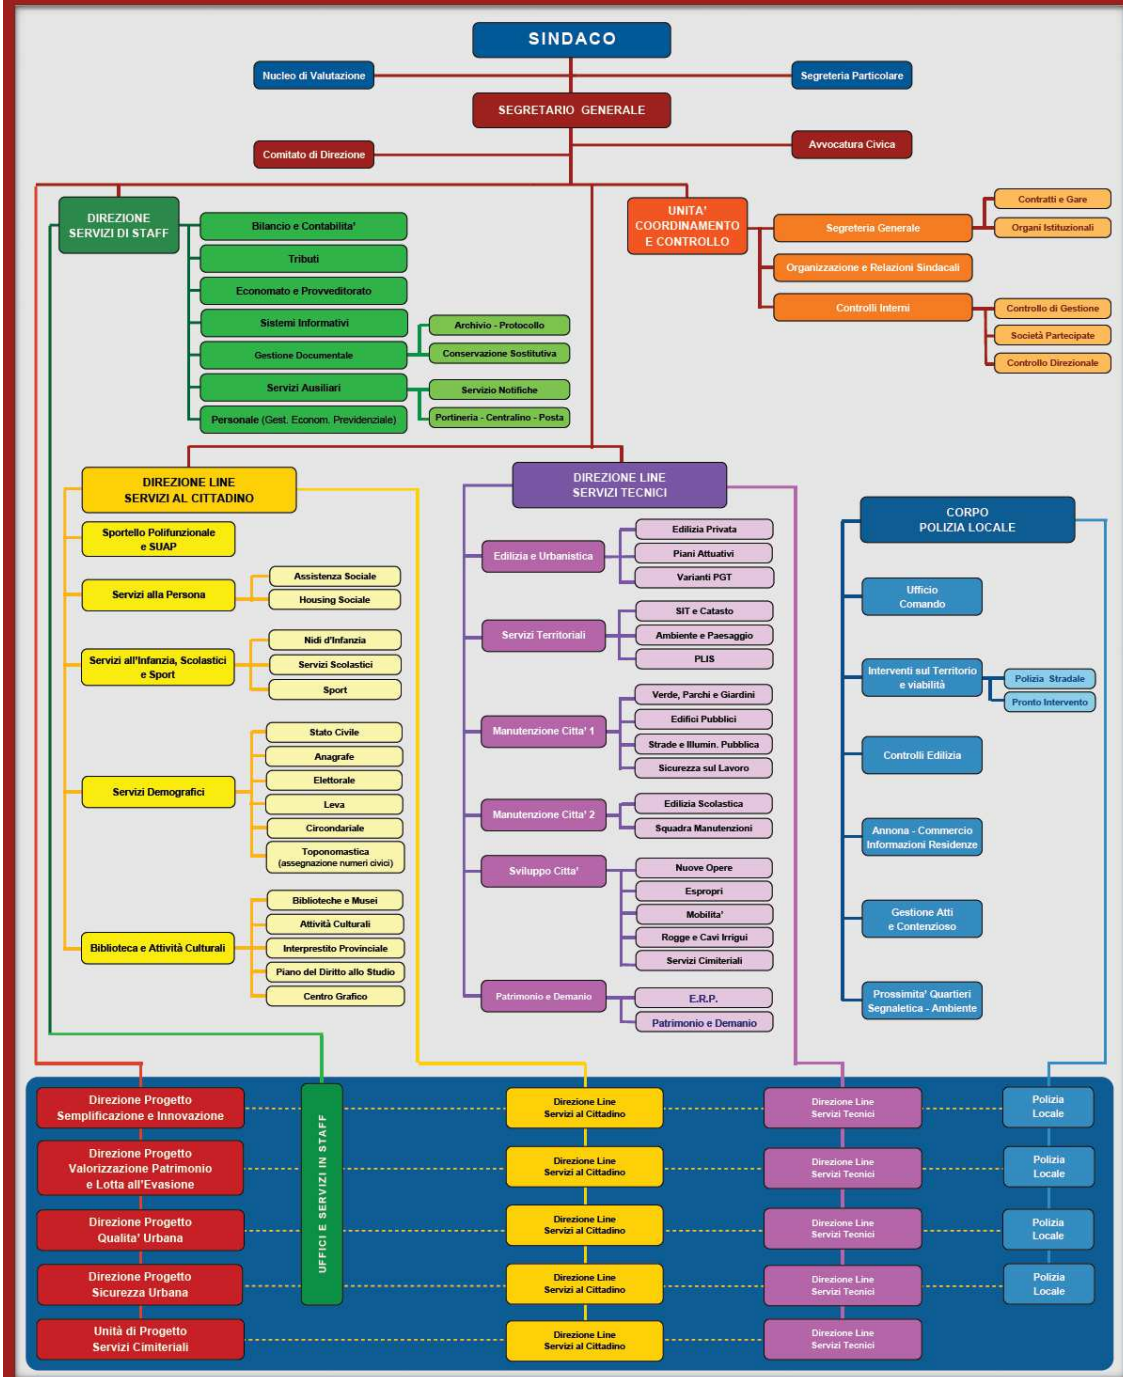 SINDACO
Nucleo di Valutazione
Segreteria Particolare
SEGRETARIO GENERALE
Comitato di Direzione
Avvocatura Civica
DIREZIONE
SERVIZI DI STAFF
Bilancio e Contabilita'
Tributi
Economato e Provveditorato
Sistemi Informativi
Gestione Documentale
Servizi Ausiliari
Personale (Gest. Econom. Previdenziale)
Archivio - Protocollo
Conservazione Sostitutiva
Servizio Notifiche
Portineria - Centralino - Posta
UNITA'
COORDINAMENTO
E CONTROLLO
Segreteria Generale
Organizzazione e Relazioni Sindacali
Controlli Interni
Contratti e Gare
Organi Istituzionali
Controllo di Gestione
Società Partecipate
Controllo Direzionale
DIREZIONE LINE
SERVIZI AL CITTADINO
Sportello Polifunzionale
e SUAP
Servizi alla Persona
Assistenza Sociale
Housing Sociale
Servizi all'Infanzia, Scolastici
e Sport
Nidi d'Infanzia
Servizi Scolastici
Sport
Servizi Demografici
Stato Civile
Anagrafe
Elettorale
Leva
Circondariale
Toponomastica
(assegnazione numeri civici)
Biblioteca e Attività Culturali
Biblioteche e Musei
Attività Culturali
Interprestito Provinciale
Piano del Diritto allo Studio
Centro Grafico
DIREZIONE LINE
SERVIZI TECNICI
Edilizia e Urbanistica
Edilizia Privata
Piani Attuativi
Varianti PGT
Servizi Territoriali
SIT e Catasto
Ambiente e Paesaggio
PLIS
Manutenzione Citta' 1
Verde, Parchi e Giardini
Edifici Pubblici
Strade e Illumin. Pubblica
Sicurezza sul Lavoro
Manutenzione Citta' 2
Edilizia Scolastica
Squadra Manutenzioni
Sviluppo Citta'
Nuove Opere
Espropri
Mobilita'
Rogge e Cavi Irrigui
Servizi Cimiteriali
Patrimonio e Demanio
E.R.P.
Patrimonio e Demanio
CORPO
POLIZIA LOCALE
Ufficio
Comando
Interventi sul Territorio
e viabilità
Polizia Stradale
Pronto Intervento
Controlli Edilizia
Annona - Commercio
Informazioni Residenze
Gestione Atti
e Contenzioso
Prossimita' Quartieri
Segnaletica - Ambiente
UFFICI E SERVIZI IN STAFF
Direzione Progetto
Semplificazione e Innovazione
Direzione Line
Servizi al Cittadino
Direzione Line
Servizi Tecnici
Polizia
Locale
Direzione Progetto
Valorizzazione Patrimonio
e Lotta all'Evasione
Direzione Line
Servizi al Cittadino
Direzione Line
Servizi Tecnici
Polizia
Locale
Direzione Progetto
Qualita' Urbana
Direzione Line
Servizi al Cittadino
Direzione Line
Servizi Tecnici
Polizia
Locale
Direzione Progetto
Sicurezza Urbana
Direzione Line
Servizi al Cittadino
Direzione Line
Servizi Tecnici
Polizia
Locale
Unità di Progetto
Servizi Cimiteriali
Direzione Line
Servizi al Cittadino
Direzione Line
Servizi Tecnici